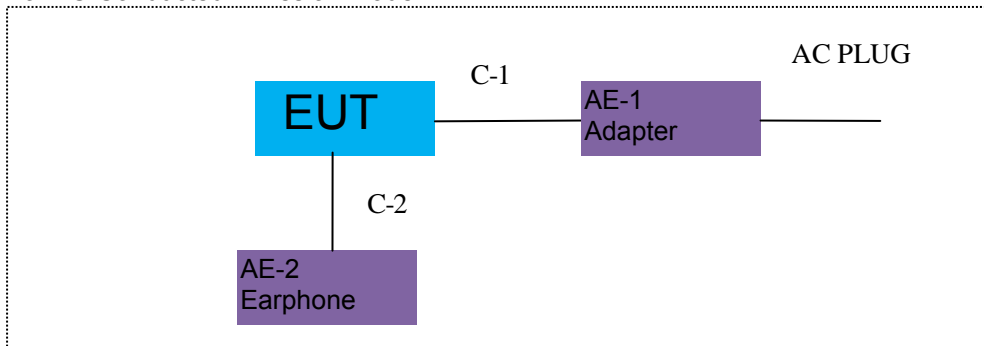 AC PLUG
C-1
EUT
AE-1
Adapter
C-2
AE-2
Earphone